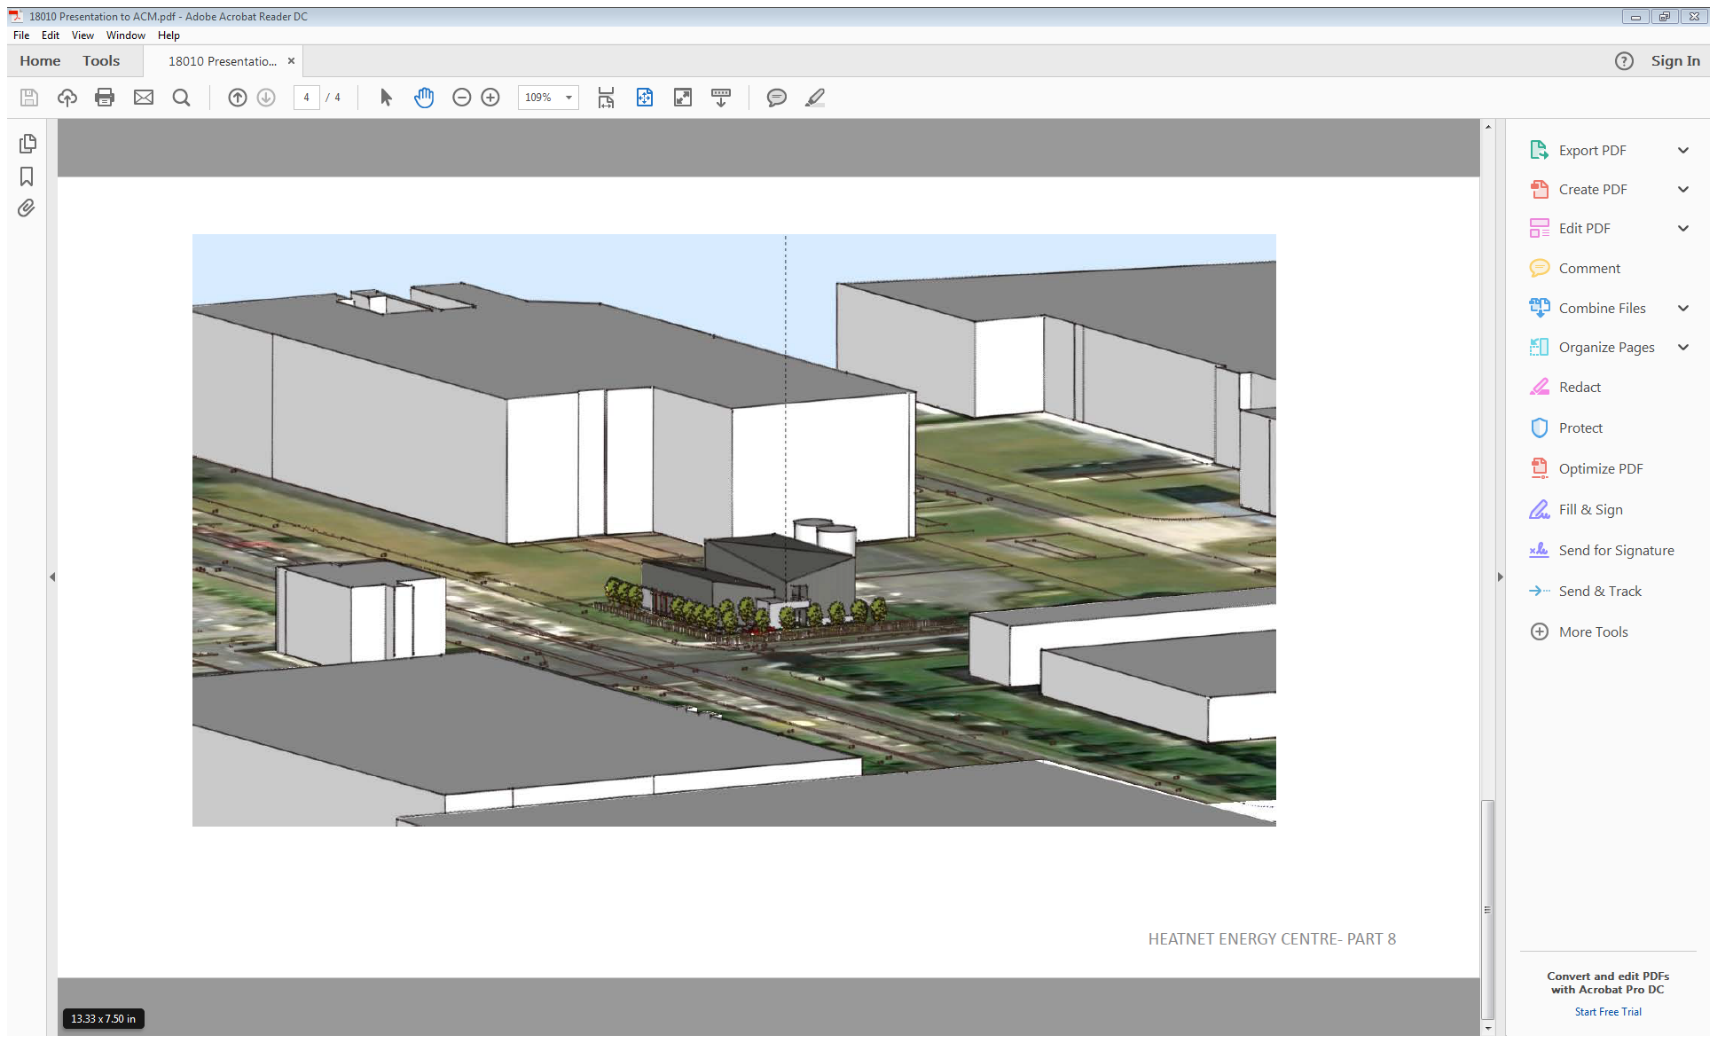 18010 Presentation to ACM.pdf - Adobe Acrobat Reader DC
File Edit View Window Help
Home Tools 18010 Presentatio... ×
? Sign In
4 / 4
109%
Export PDF
Create PDF
Edit PDF
Comment
Combine Files
Organize Pages
Redact
Protect
Optimize PDF
Fill & Sign
Send for Signature
Send & Track
More Tools
HEATNET ENERGY CENTRE- PART 8
Convert and edit PDFs
with Acrobat Pro DC
Start Free Trial
13.33 x 7.50 in